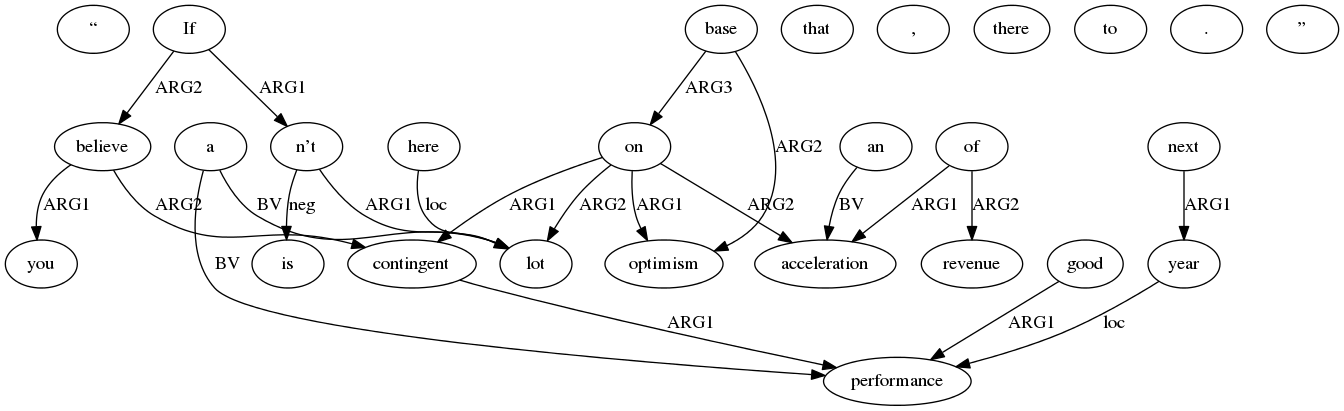 “ If base that , there to . ”
ARG2 ARG1 ARG3
believe a n’t here on ARG2 an of next
ARG1 ARG2 BV neg ARG1 loc ARG1 ARG2 ARG1 ARG2 BV ARG1 ARG2 ARG1
you BV is contingent lot optimism acceleration revenue good year
ARG1 ARG1 loc
performance